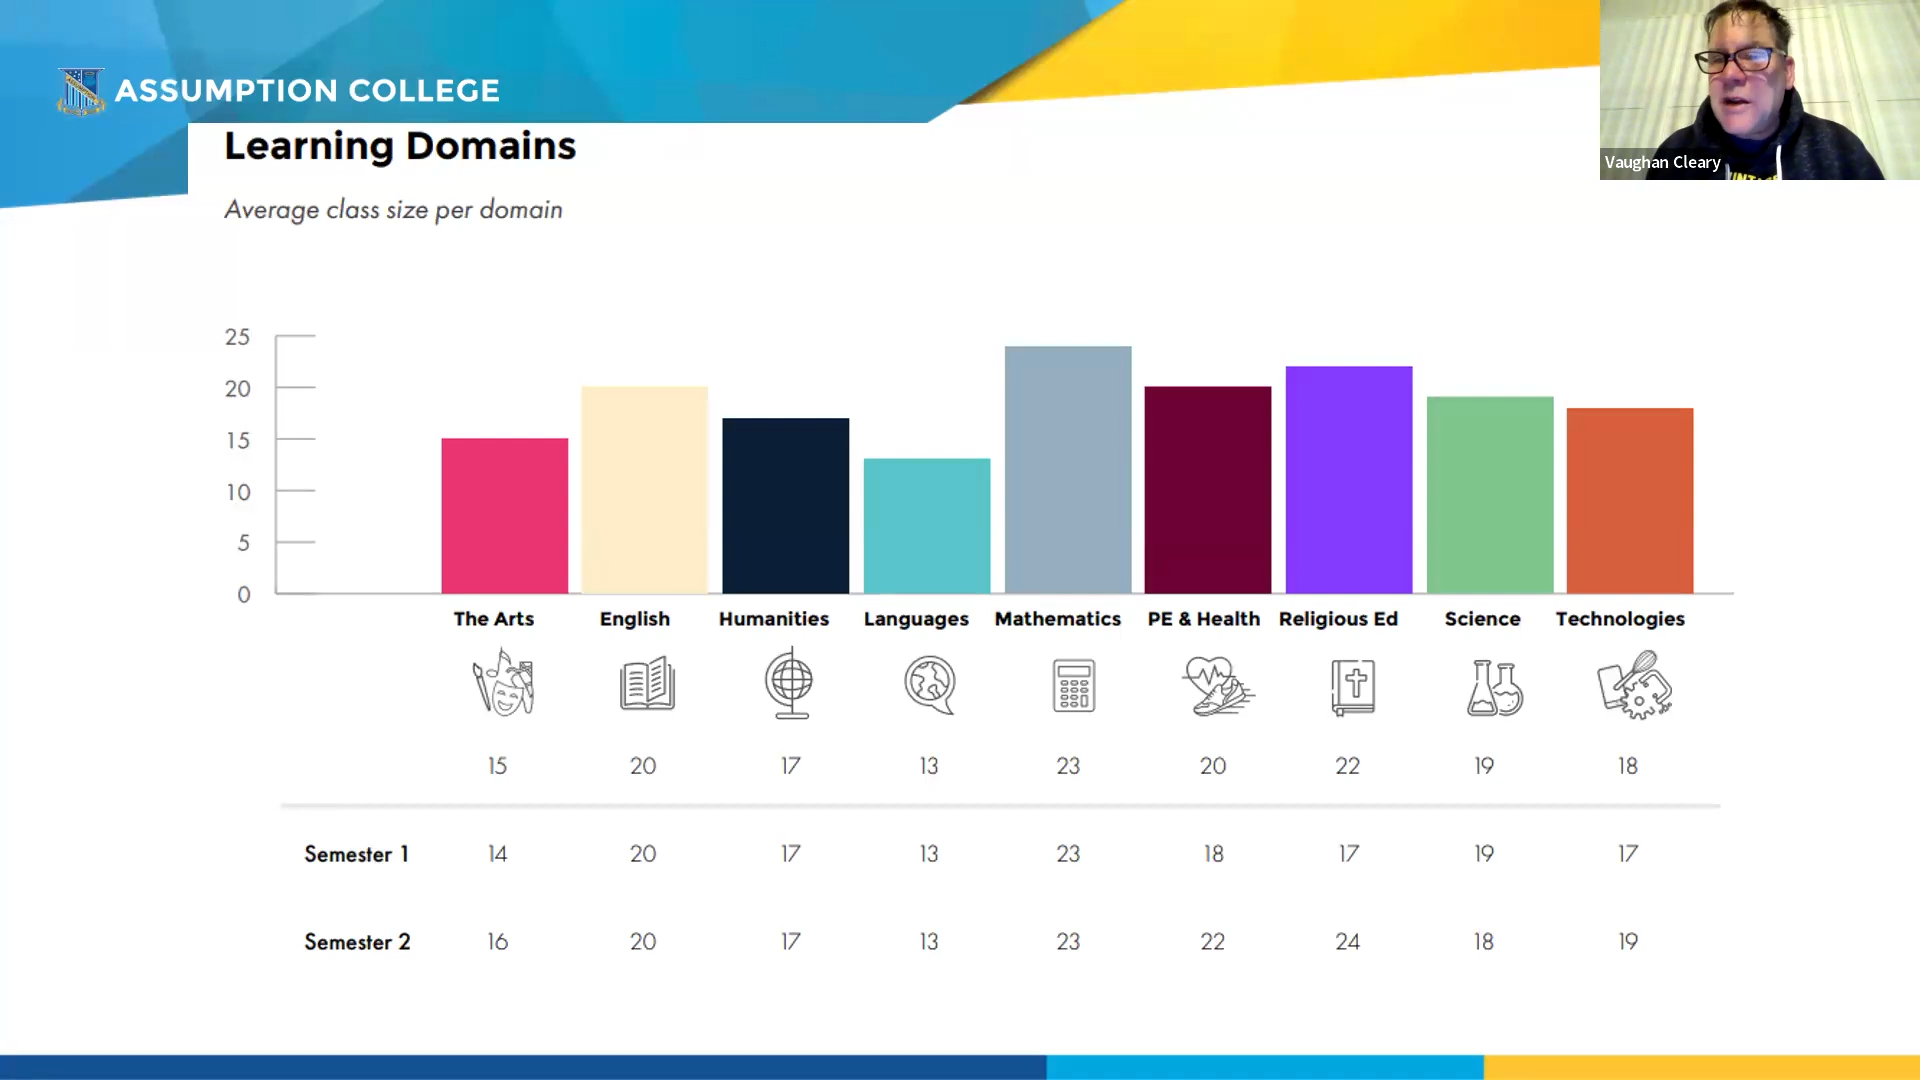 ASSUMPTION COLLEGE
Vaughan Cleary
Learning Domains
Average class size per domain
25
20
15
10
5
0
The Arts English Humanities Languages Mathematics PE & Health Religious Ed Science Technologies
15 20 17 13 23 20 22 19 18
Semester 1 14 20 17 13 23 18 17 19 17
Semester 2 16 20 17 13 23 22 24 18 19